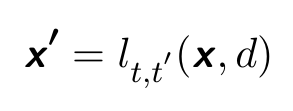 𝒙′ = l_{t,t′}(𝒙, d)